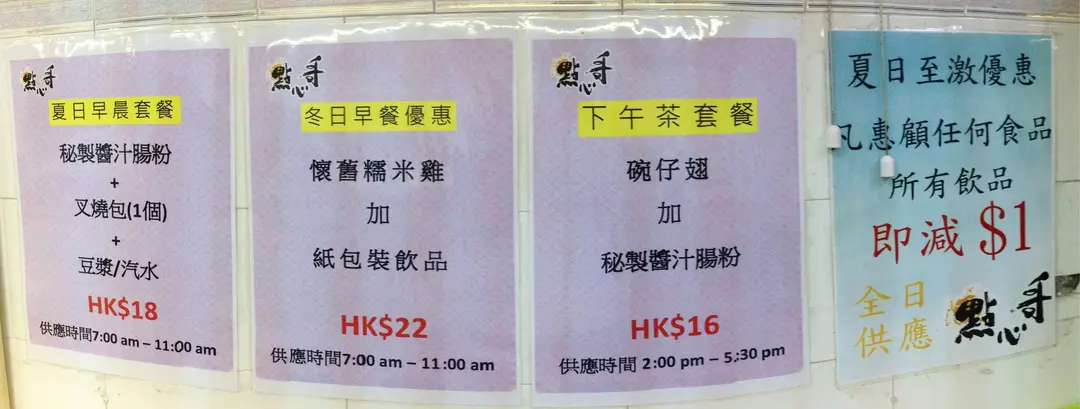 點心哥
夏日早晨套餐
秘製醬汁腸粉
+
叉燒包(1個)
+
豆漿/汽水
HK$18
供應時間7:00 am – 11:00 am
點心哥
冬日早餐優惠
懷舊糯米雞
加
紙包裝飲品
HK$22
供應時間7:00 am – 11:00 am
點心哥
下午茶套餐
碗仔翅
加
秘製醬汁腸粉
HK$16
供應時間 2:00 pm – 5:30 pm
夏日至激優惠
凡惠顧任何食品
所有飲品
即減 $1
全日
供應
點心哥